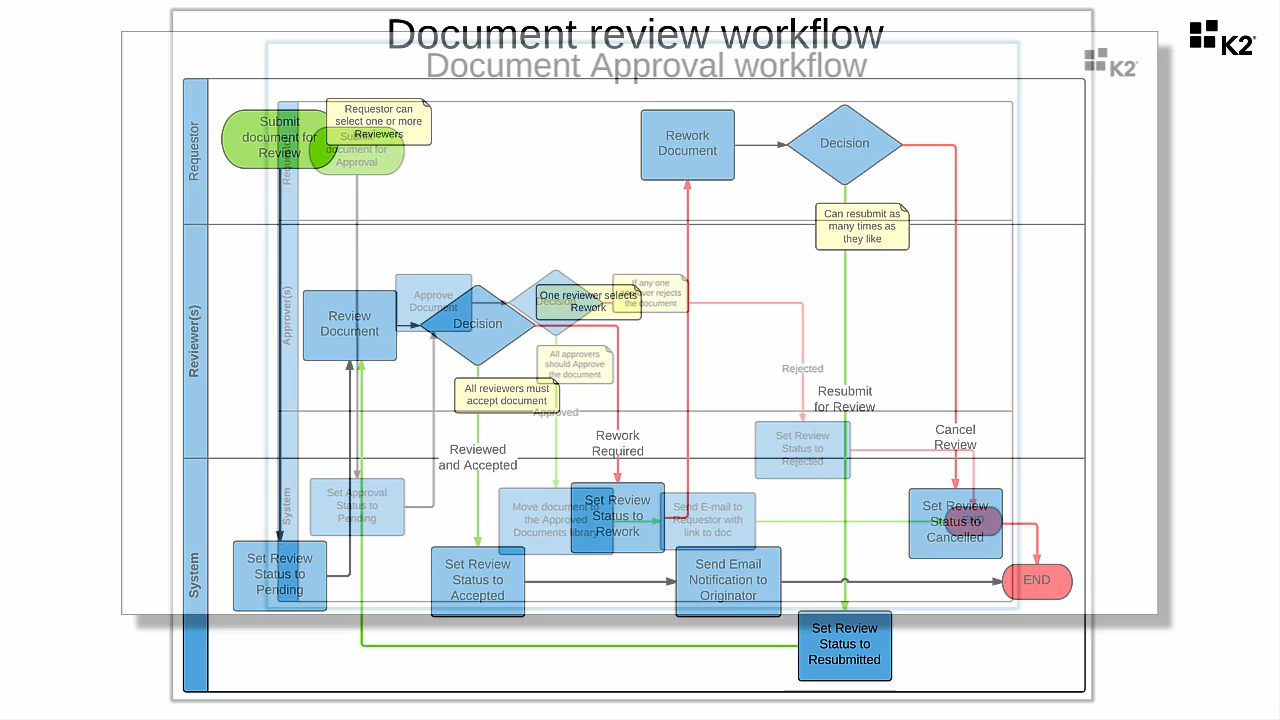 Document review workflow
Document Approval workflow
K2
K2
Requestor
Submit
document for
Review
Requestor can
select one or more
Reviewers
document for
Approval
Rework
Document
Decision
Can resubmit as
many times as
they like
Reviewer(s)
Approver(s)
Review
Document
Approve
Document
Decision
One reviewer selects
Rework
If any one
rejects
the document
All approvers
should Approve
the document
All reviewers must
accept document
Approved
Rejected
Resubmit
for Review
Reviewed
and Accepted
Rework
Required
Cancel
Review
Set Review
Status to
Rejected
System
System
Set Approval
Status to
Pending
Move document to
the Approved
Documents library
Set Review
Status to
Rework
Send E-mail to
Requestor with
link to doc
Set Review
Status to
Cancelled
Set Review
Status to
Pending
Set Review
Status to
Accepted
Send Email
Notification to
Originator
END
Set Review
Status to
Resubmitted